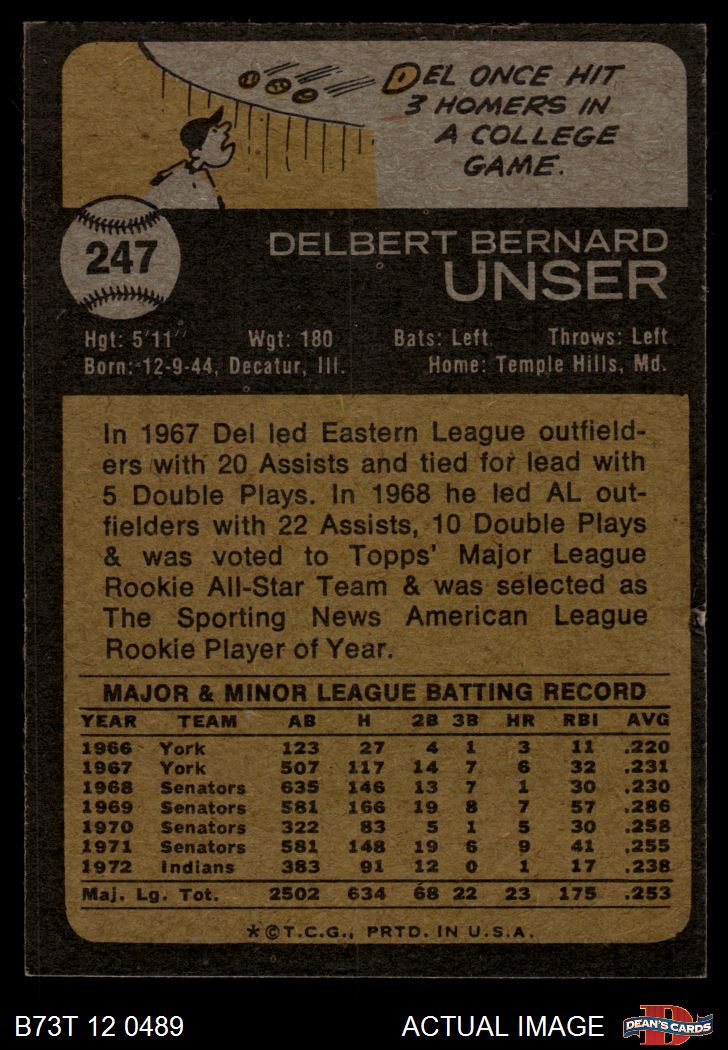 DEL ONCE HIT
3 HOMERS IN
A COLLEGE
GAME.
247
DELBERT BERNARD
UNSER
Hgt: 5'11" Wgt: 180 Bats: Left Throws: Left
Born: 12-9-44, Decatur, Ill. Home: Temple Hills, Md.
In 1967 Del led Eastern League outfield-
ers with 20 Assists and tied for lead with
5 Double Plays. In 1968 he led AL out-
fielders with 22 Assists, 10 Double Plays
& was voted to Topps' Major League
Rookie All-Star Team & was selected as
The Sporting News American League
Rookie Player of Year.
MAJOR & MINOR LEAGUE BATTING RECORD
YEAR TEAM AB H 2B 3B HR RBI AVG
1966 York 123 27 4 1 3 11 .220
1967 York 507 117 14 7 6 32 .231
1968 Senators 635 146 13 7 1 30 .230
1969 Senators 581 166 19 8 7 57 .286
1970 Senators 322 83 5 1 5 30 .258
1971 Senators 581 148 19 6 9 41 .255
1972 Indians 383 91 12 0 1 17 .238
Maj. Lg. Tot. 2502 634 68 22 23 175 .253
*©T.C.G., PRTD. IN U.S.A.
B73T 12 0489 ACTUAL IMAGE D DEAN'S CARDS